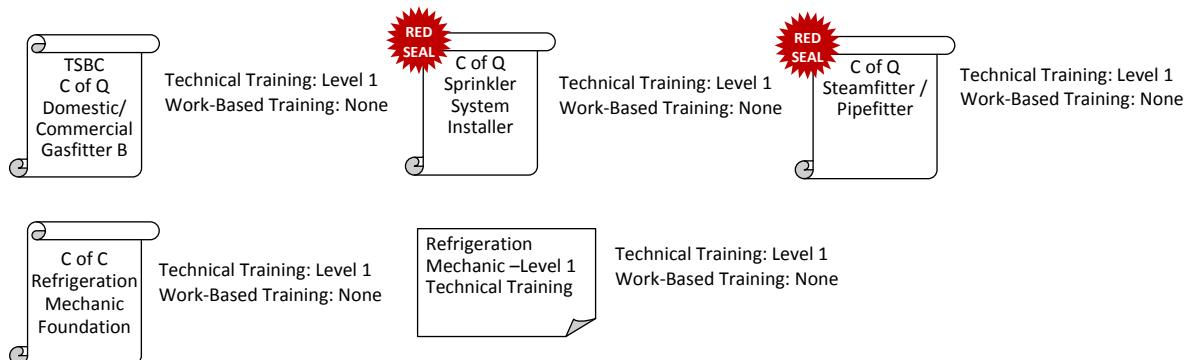 TSBC
C of Q
Domestic/
Commercial
Gasfitter B
Technical Training: Level 1
Work-Based Training: None
RED
SEAL
C of Q
Sprinkler
System
Installer
Technical Training: Level 1
Work-Based Training: None
RED
SEAL
C of Q
Steamfitter /
Pipefitter
Technical Training: Level 1
Work-Based Training: None
C of C
Refrigeration
Mechanic
Foundation
Technical Training: Level 1
Work-Based Training: None
Refrigeration
Mechanic –Level 1
Technical Training
Technical Training: Level 1
Work-Based Training: None